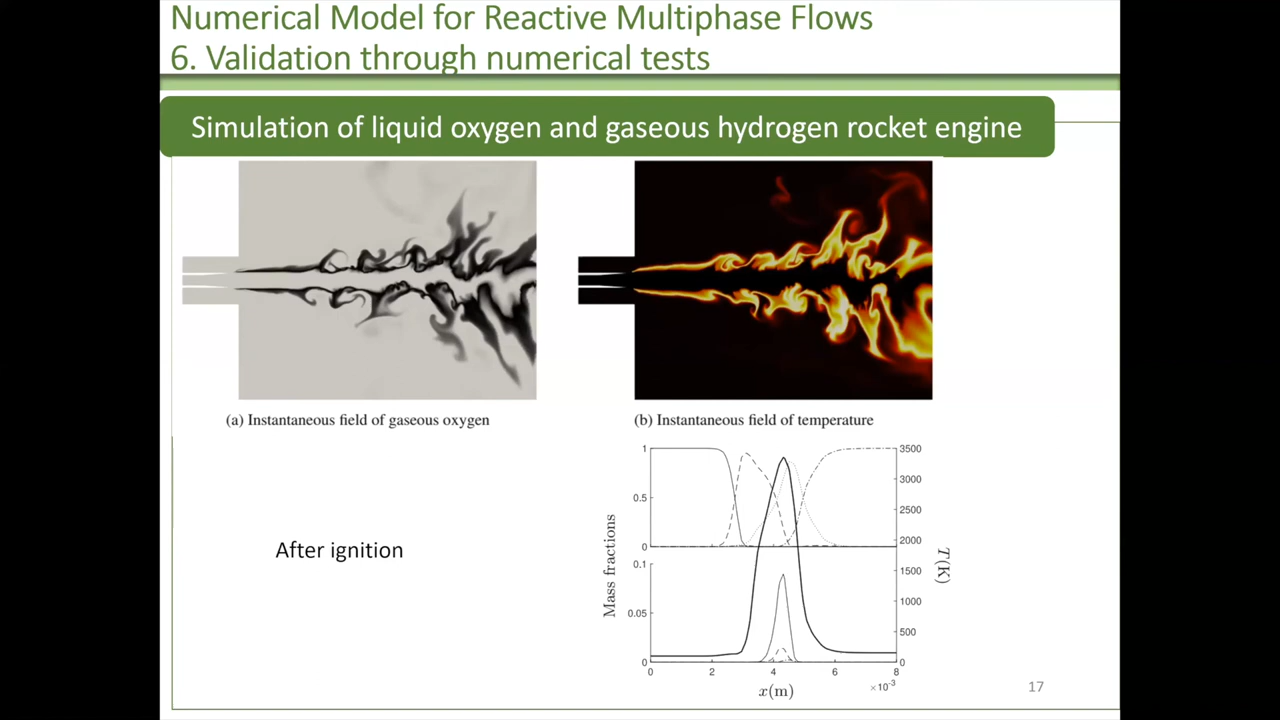 Numerical Model for Reactive Multiphase Flows
6. Validation through numerical tests
Simulation of liquid oxygen and gaseous hydrogen rocket engine
(a) Instantaneous field of gaseous oxygen
(b) Instantaneous field of temperature
After ignition
1
0.5
0
0.1
0.05
0
Mass fractions
3500
3000
2500
2000
1500
1000
500
0
T(K)
0 2 4 6 8
×10⁻³
x(m)
17